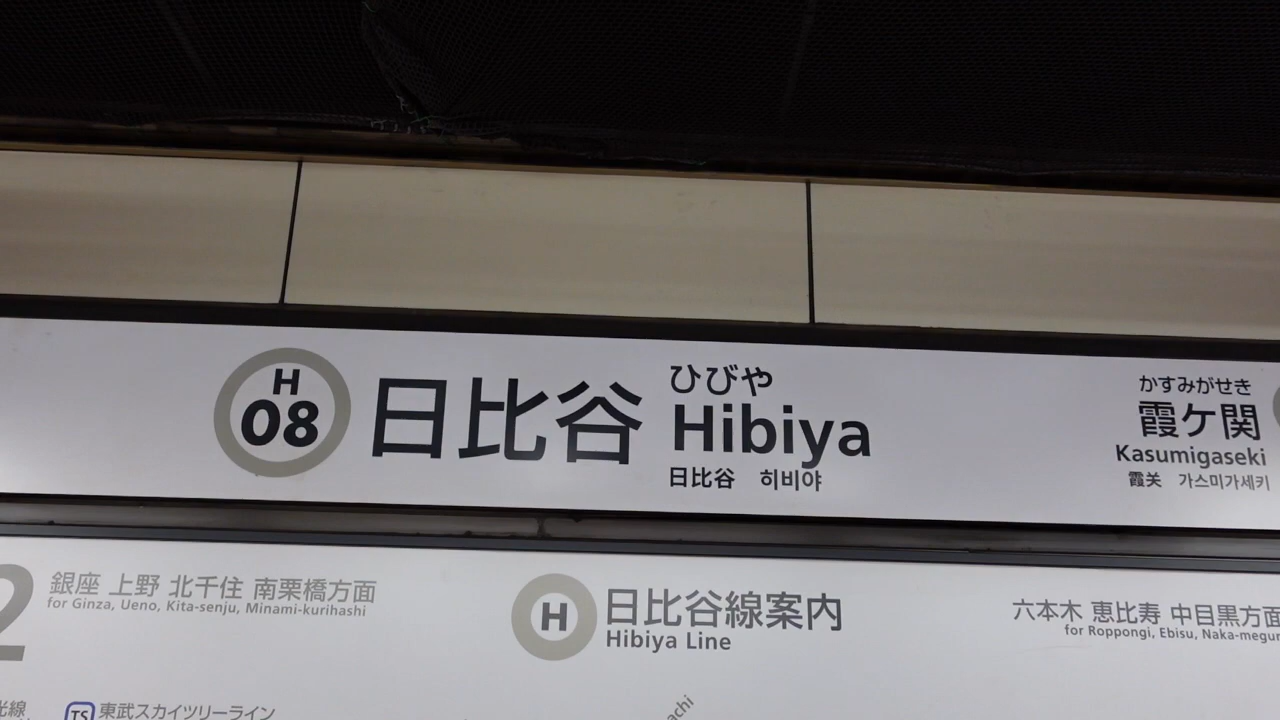 H
08
日比谷
ひびや
Hibiya
日比谷 히비야
かすみがせき
霞ケ関
Kasumigaseki
霞关 가스미가세키
2
銀座 上野 北千住 南栗橋方面
for Ginza, Ueno, Kita-senju, Minami-kurihashi
H
日比谷線案内
Hibiya Line
六本木 恵比寿 中目黒方面
for Roppongi, Ebisu, Naka-megur
光線
TS
東武スカイツリーライン
achi